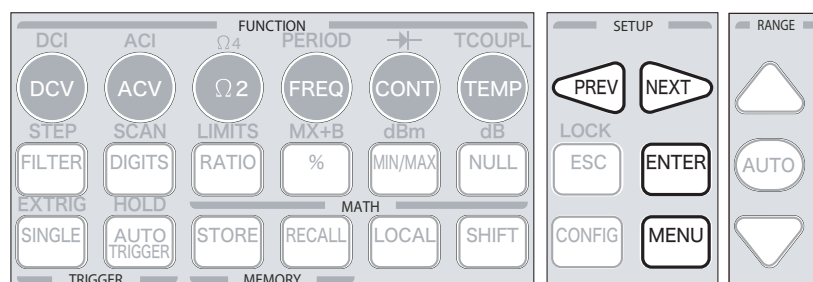 FUNCTION SETUP RANGE
DCI ACI Ω4 PERIOD TCOUPL
DCV ACV Ω2 FREQ CONT TEMP PREV NEXT
STEP SCAN LIMITS MX+B dBm dB LOCK
FILTER DIGITS RATIO % MIN/MAX NULL ESC ENTER AUTO
EXTRIG HOLD MATH
SINGLE AUTO TRIGGER STORE RECALL LOCAL SHIFT CONFIG MENU
TRIGGER MEMORY